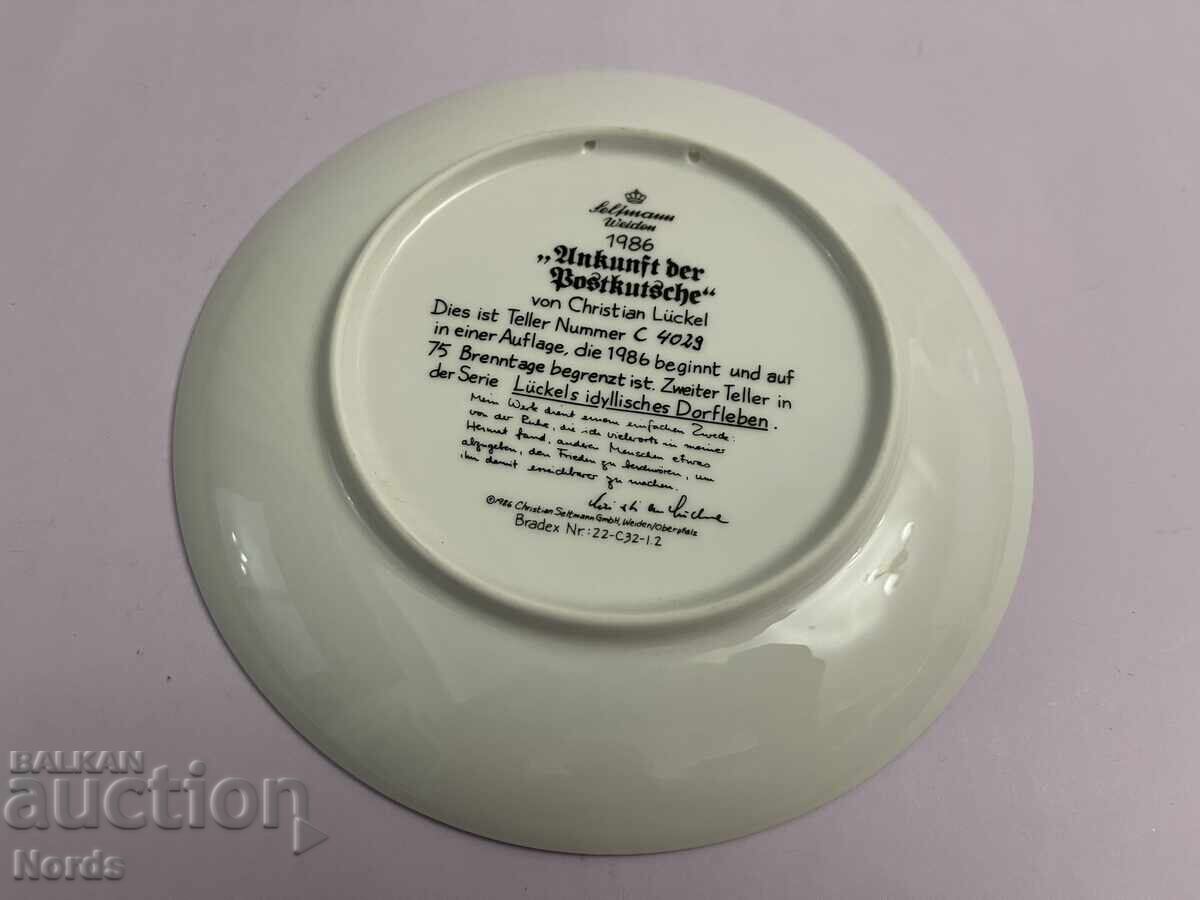 Seltmann
Weiden
1986
„Ankunft der
Postkutsche“
von Christian Lückel
Dies ist Teller Nummer C 4029
in einer Auflage, die 1986 beginnt und auf
75 Brenntage begrenzt ist. Zweiter Teller in
der Serie Lückels idyllisches Dorfleben.
Mein Werk dient einem einfachen Zweck:
von der Ruhe, die ich vielerorts in meiner
Heimat fand, anderen Menschen etwas
abzugeben, den Frieden zu beschwören, um
ihn damit erreichbarer zu machen.
Christian Lückel
©1986 Christian Seltmann GmbH, Weiden/Oberpfalz
Bradex Nr.: 22-C32-1.2
BALKAN
auction
Nords